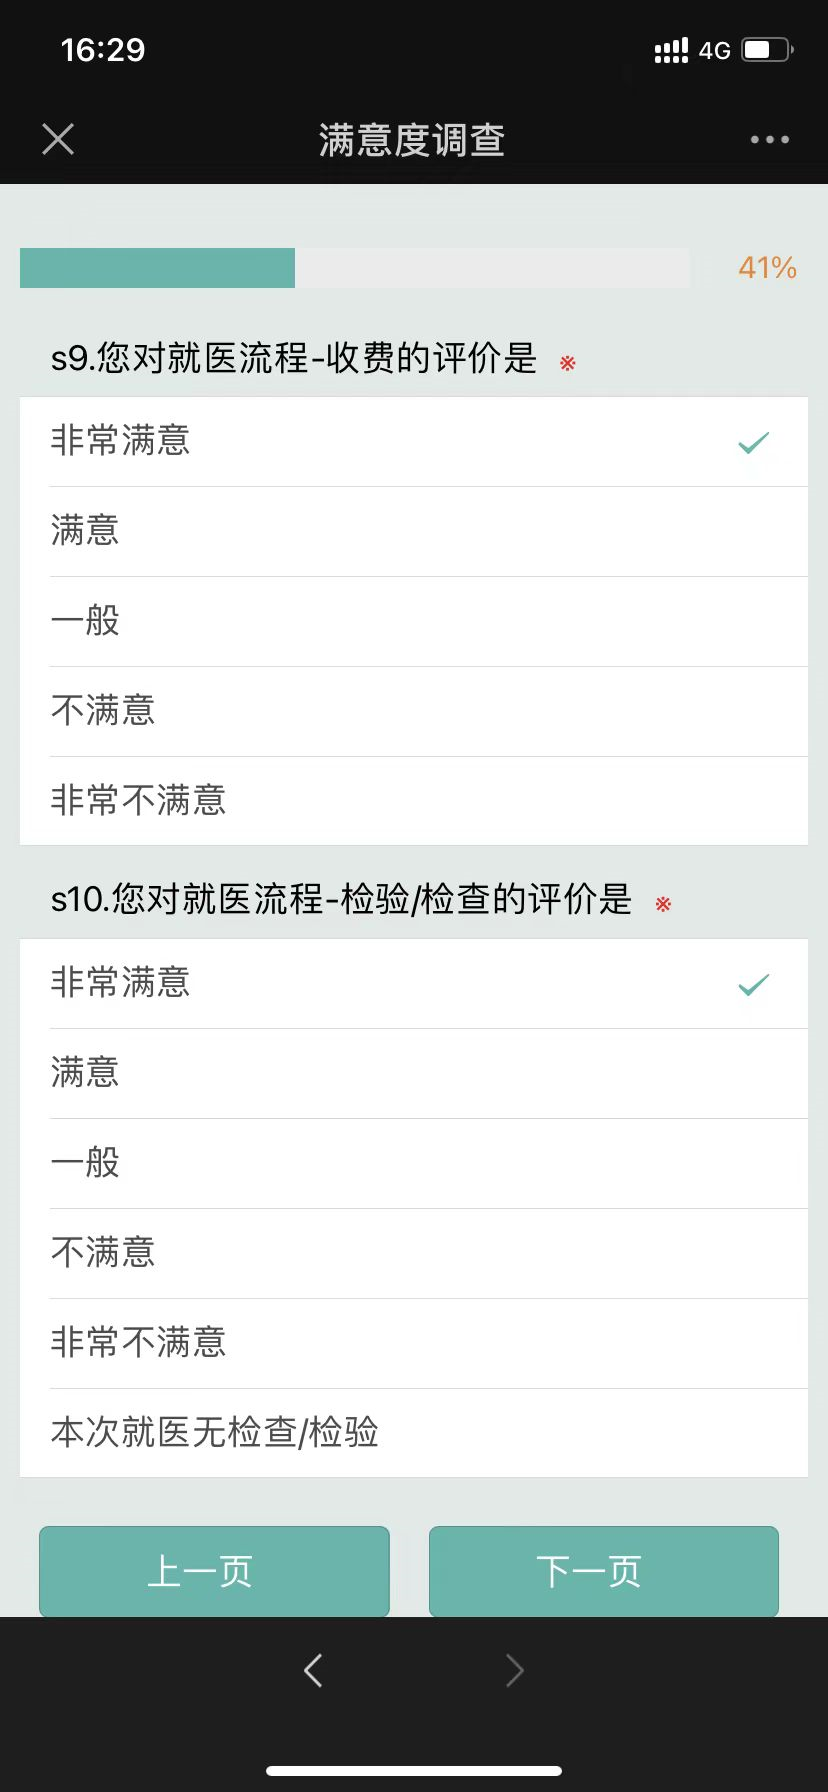 16:29 4G
满意度调查
41%
s9.您对就医流程-收费的评价是 ※
非常满意
满意
一般
不满意
非常不满意
s10.您对就医流程-检验/检查的评价是 ※
非常满意
满意
一般
不满意
非常不满意
本次就医无检查/检验
上一页 下一页